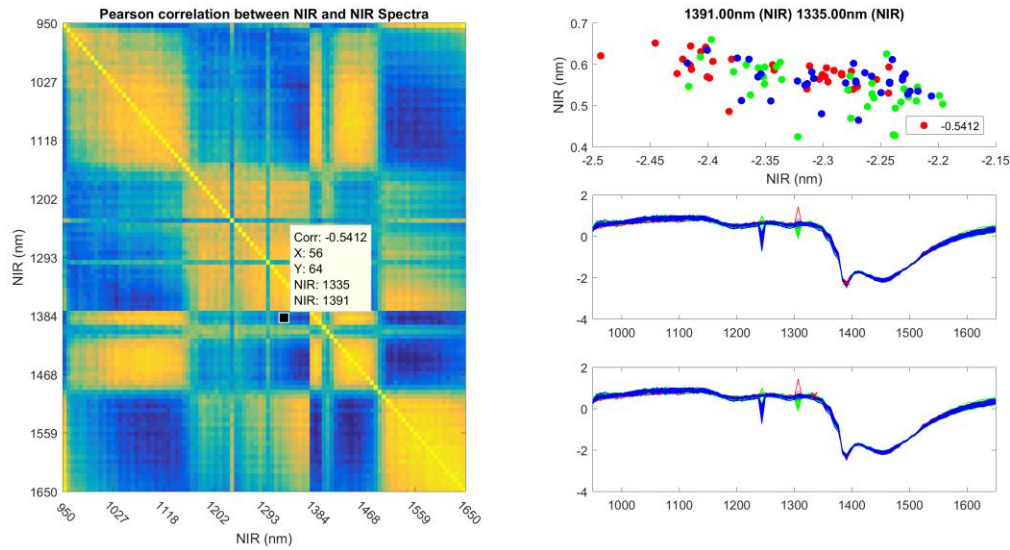 Pearson correlation between NIR and NIR Spectra
950
1027
1118
1202
1293
1384
1468
1559
1650
NIR (nm)
Corr: -0.5412
X: 56
Y: 64
NIR: 1335
NIR: 1391
950 1027 1118 1202 1293 1384 1468 1559 1650
NIR (nm)
1391.00nm (NIR) 1335.00nm (NIR)
0.7
0.6
0.5
0.4
NIR (nm)
-0.5412
-2.5 -2.45 -2.4 -2.35 -2.3 -2.25 -2.2 -2.15
NIR (nm)
2
0
-2
-4
1000 1100 1200 1300 1400 1500 1600
2
0
-2
-4
1000 1100 1200 1300 1400 1500 1600